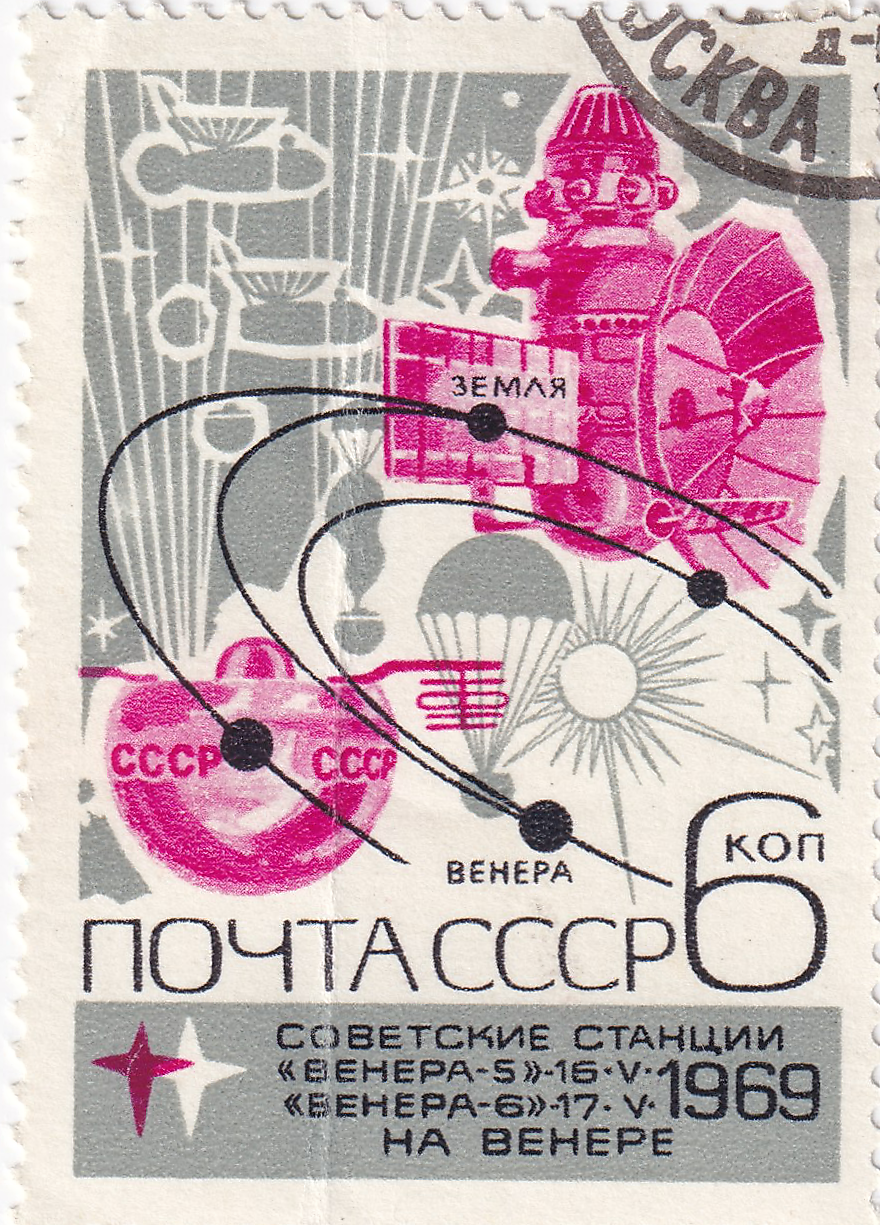 МОСКВА
ЗЕМЛЯ
СССР СССР
ВЕНЕРА
6 КОП
ПОЧТА СССР
СОВЕТСКИЕ СТАНЦИИ
«ВЕНЕРА-5»-16·V·1969
«ВЕНЕРА-6»-17·V·
НА ВЕНЕРЕ